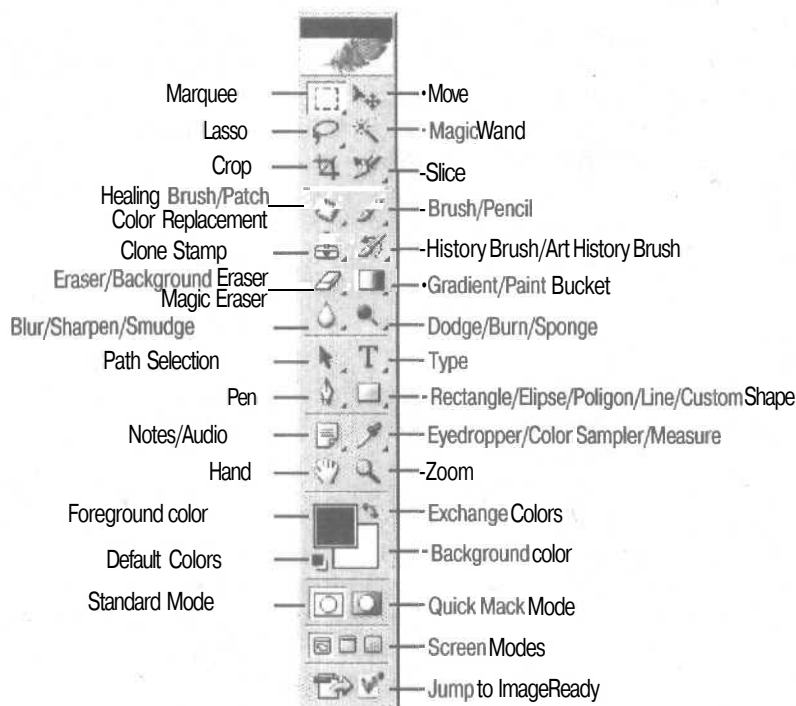 Marquee
Move
Lasso
Magic Wand
Crop
Slice
Healing Brush/Patch
Color Replacement
Brush/Pencil
Clone Stamp
History Brush/Art History Brush
Eraser/Background Eraser
Magic Eraser
Gradient/Paint Bucket
Blur/Sharpen/Smudge
Dodge/Burn/Sponge
Path Selection
T
Type
Pen
Rectangle/Elipse/Poligon/Line/Custom Shape
Notes/Audio
Eyedropper/Color Sampler/Measure
Hand
Zoom
Foreground color
Exchange Colors
Default Colors
Background color
Standard Mode
Quick Mack Mode
Screen Modes
Jump to ImageReady